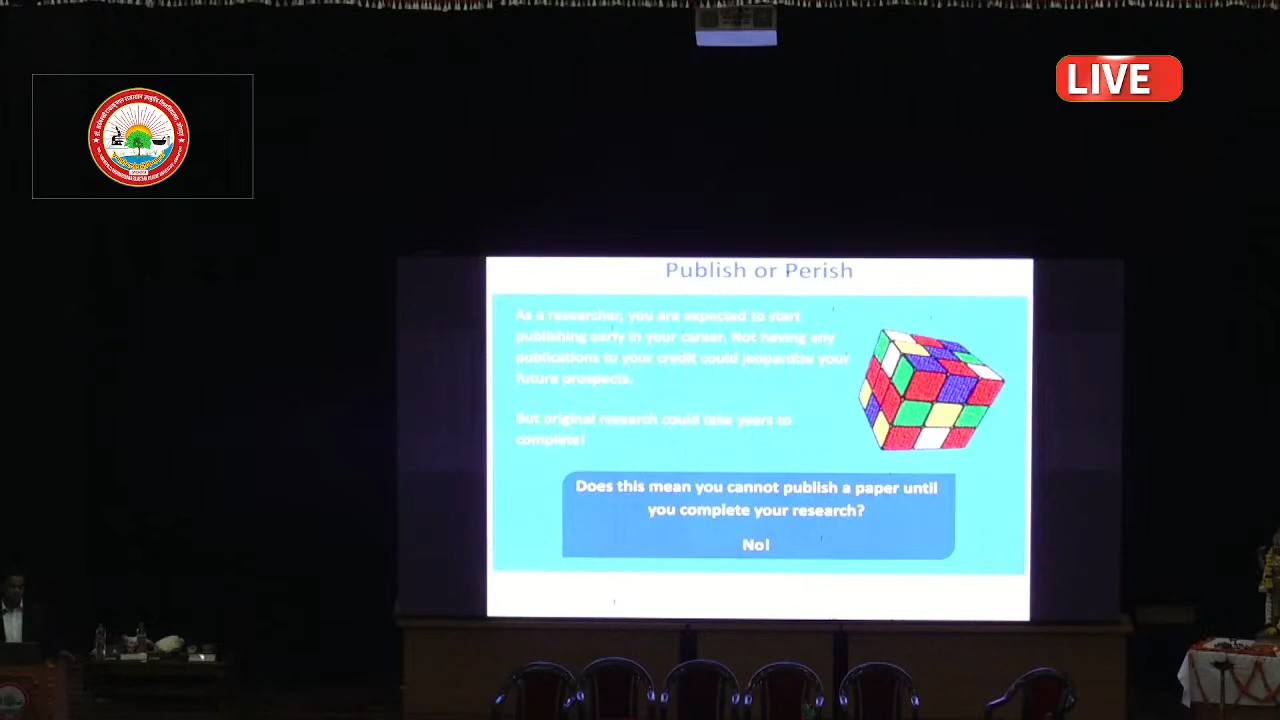 LIVE
Publish or Perish
As a researcher, you are expected to start
publishing early in your career. Not having any
publications to your credit could jeopardize your
future prospects.
But original research could take years to
complete!
Does this mean you cannot publish a paper until
you complete your research?
No!